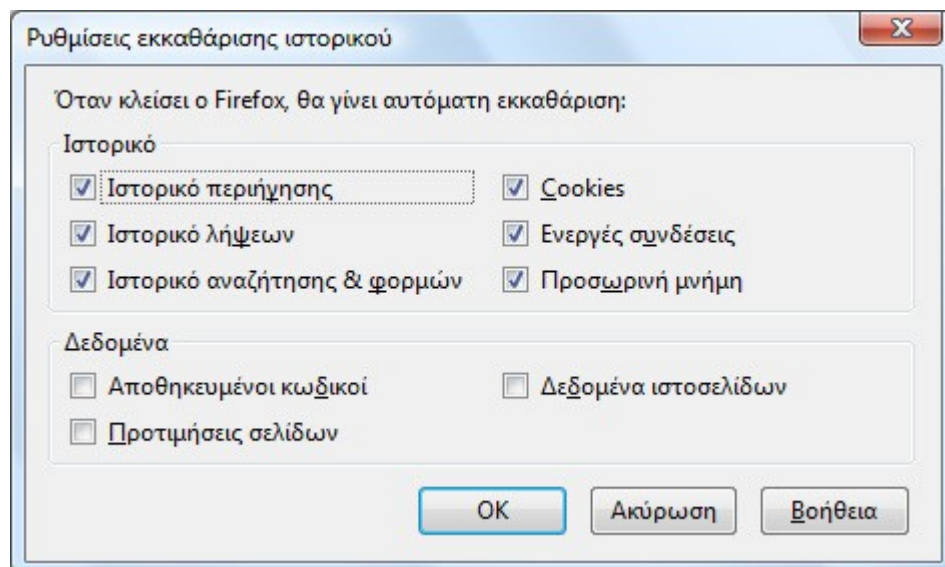 Ρυθμίσεις εκκαθάρισης ιστορικού
Όταν κλείσει ο Firefox, θα γίνει αυτόματη εκκαθάριση:
Ιστορικό
Ιστορικό περιήγησης Cookies
Ιστορικό λήψεων Ενεργές συνδέσεις
Ιστορικό αναζήτησης & φορμών Προσωρινή μνήμη
Δεδομένα
Αποθηκευμένοι κωδικοί Δεδομένα ιστοσελίδων
Προτιμήσεις σελίδων
OK Ακύρωση Βοήθεια